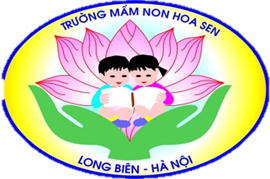 TRƯỜNG MẦM NON HOA SEN
LONG BIÊN - HÀ NỘI